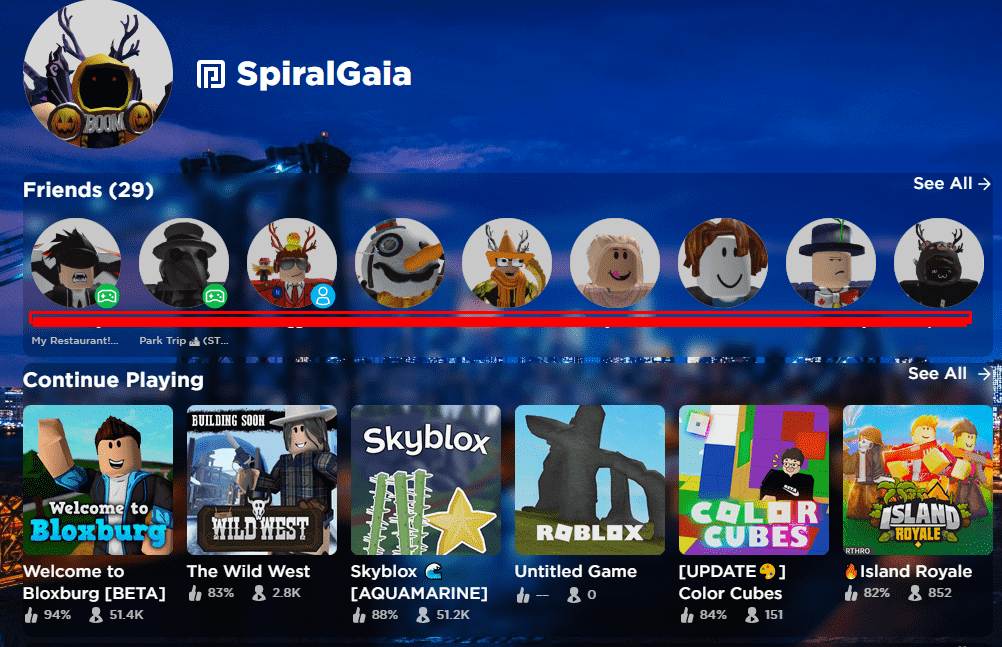 SpiralGaia
BOOM
Friends (29)
See All
My Restaurant!...
Park Trip (ST...
Continue Playing
See All
Welcome to
Bloxburg
BUILDING SOON
WILD WEST
Skyblox
ROBLOX
COLOR
CUBES
ISLAND
ROYALE
RTHRO
Welcome to
Bloxburg [BETA]
94% 51.4K
The Wild West
83% 2.8K
Skyblox 🌊
[AQUAMARINE]
88% 51.2K
Untitled Game
-- 0
[UPDATE🎨]
Color Cubes
84% 151
🔥Island Royale
82% 852